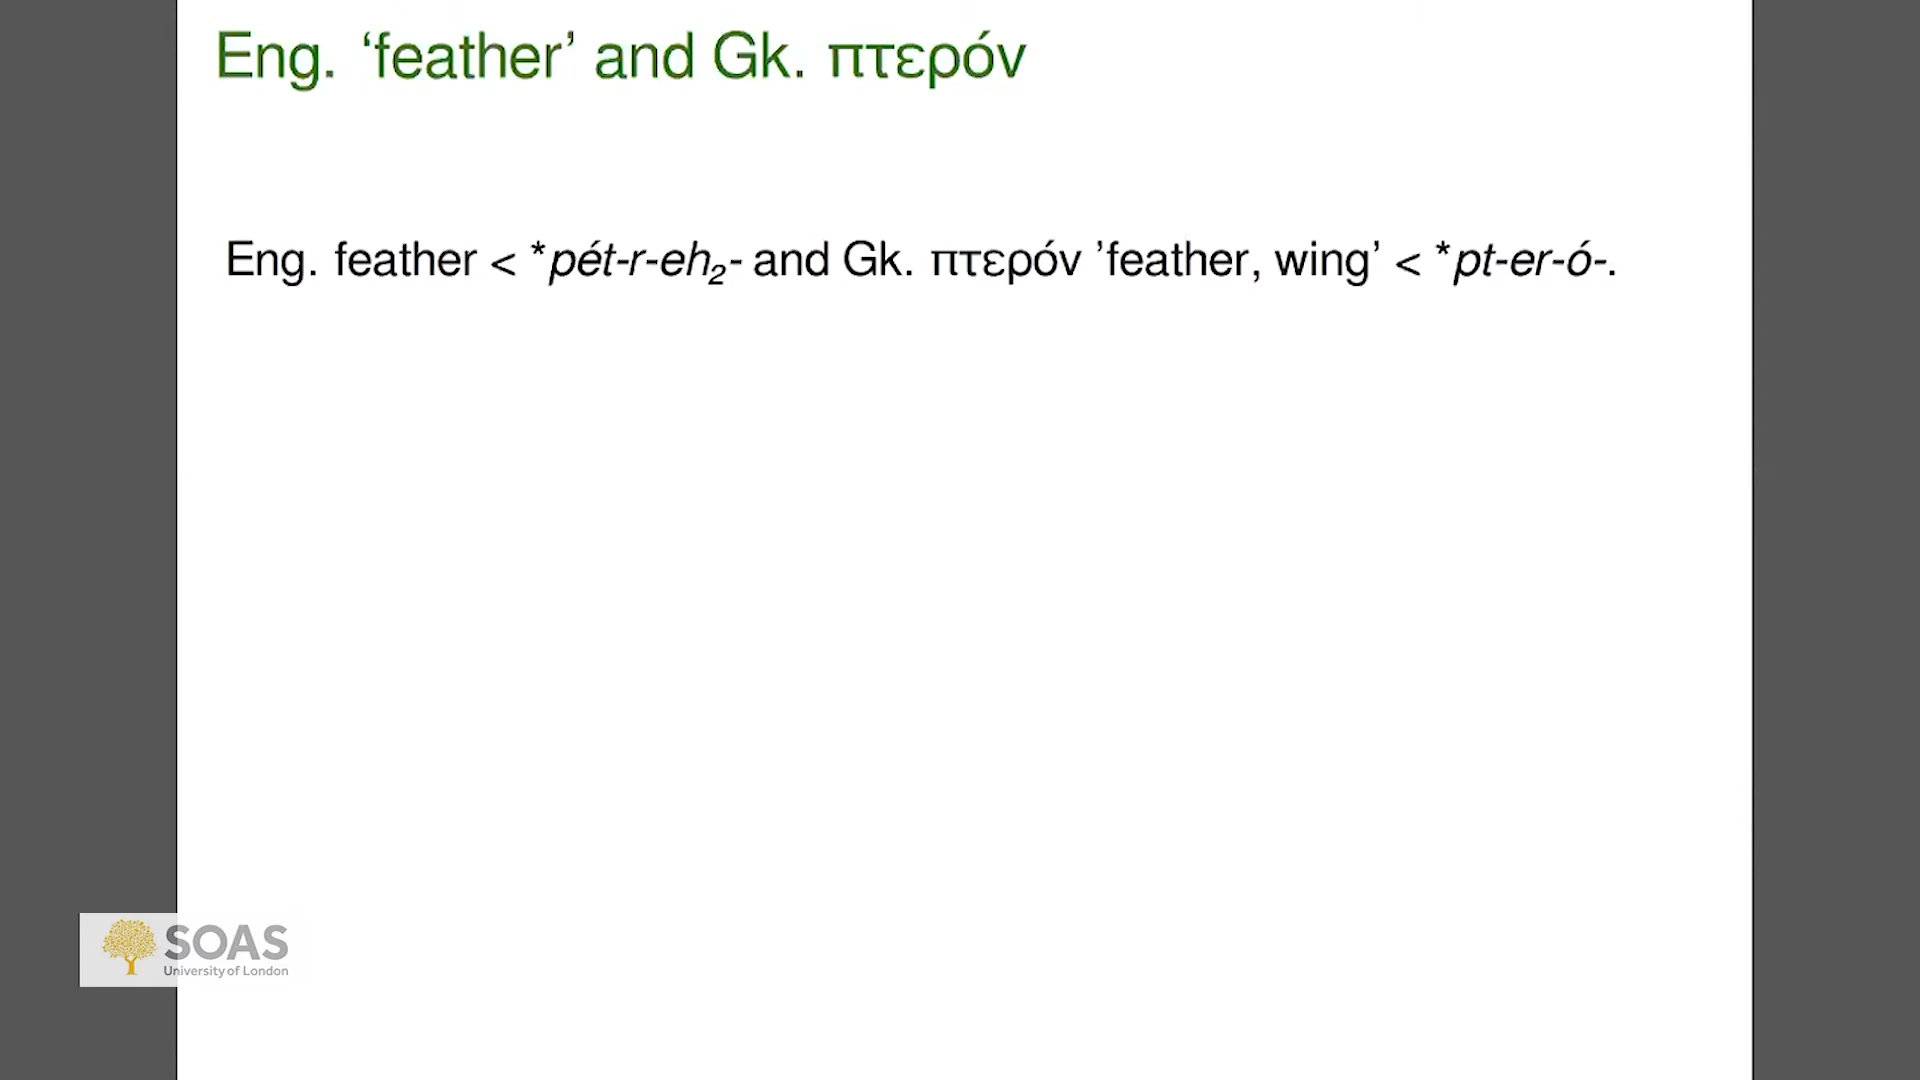 Eng. ‘feather’ and Gk. πτερόν
Eng. feather < *pét-r-eh₂- and Gk. πτερόν ’feather, wing’ < *pt-er-ó-.
SOAS
University of London